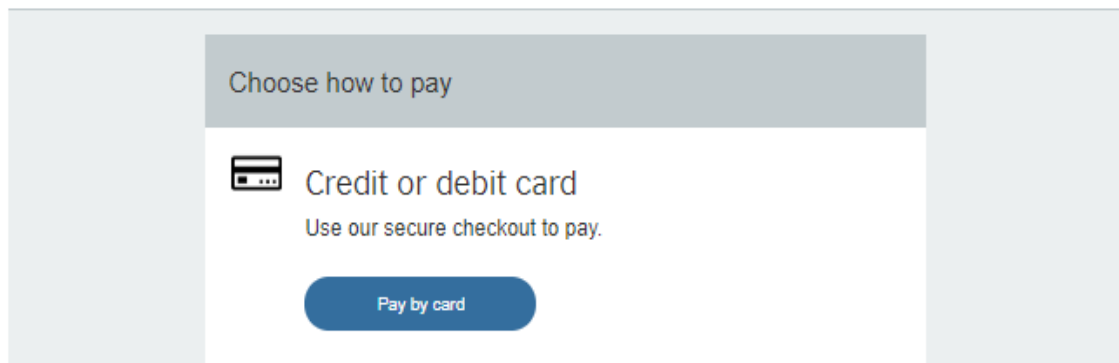 Choose how to pay
Credit or debit card
Use our secure checkout to pay.
Pay by card